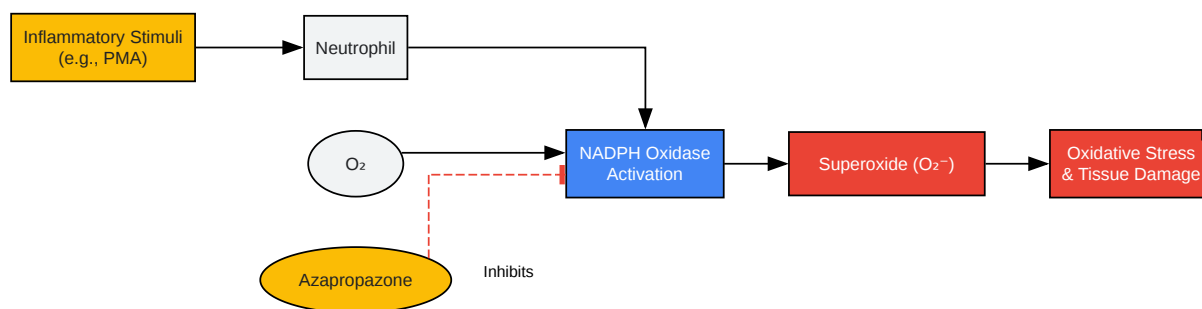 Inflammatory Stimuli
(e.g., PMA)
Neutrophil
O₂
NADPH Oxidase
Activation
Superoxide (O₂⁻)
Oxidative Stress
& Tissue Damage
Azapropazone
Inhibits